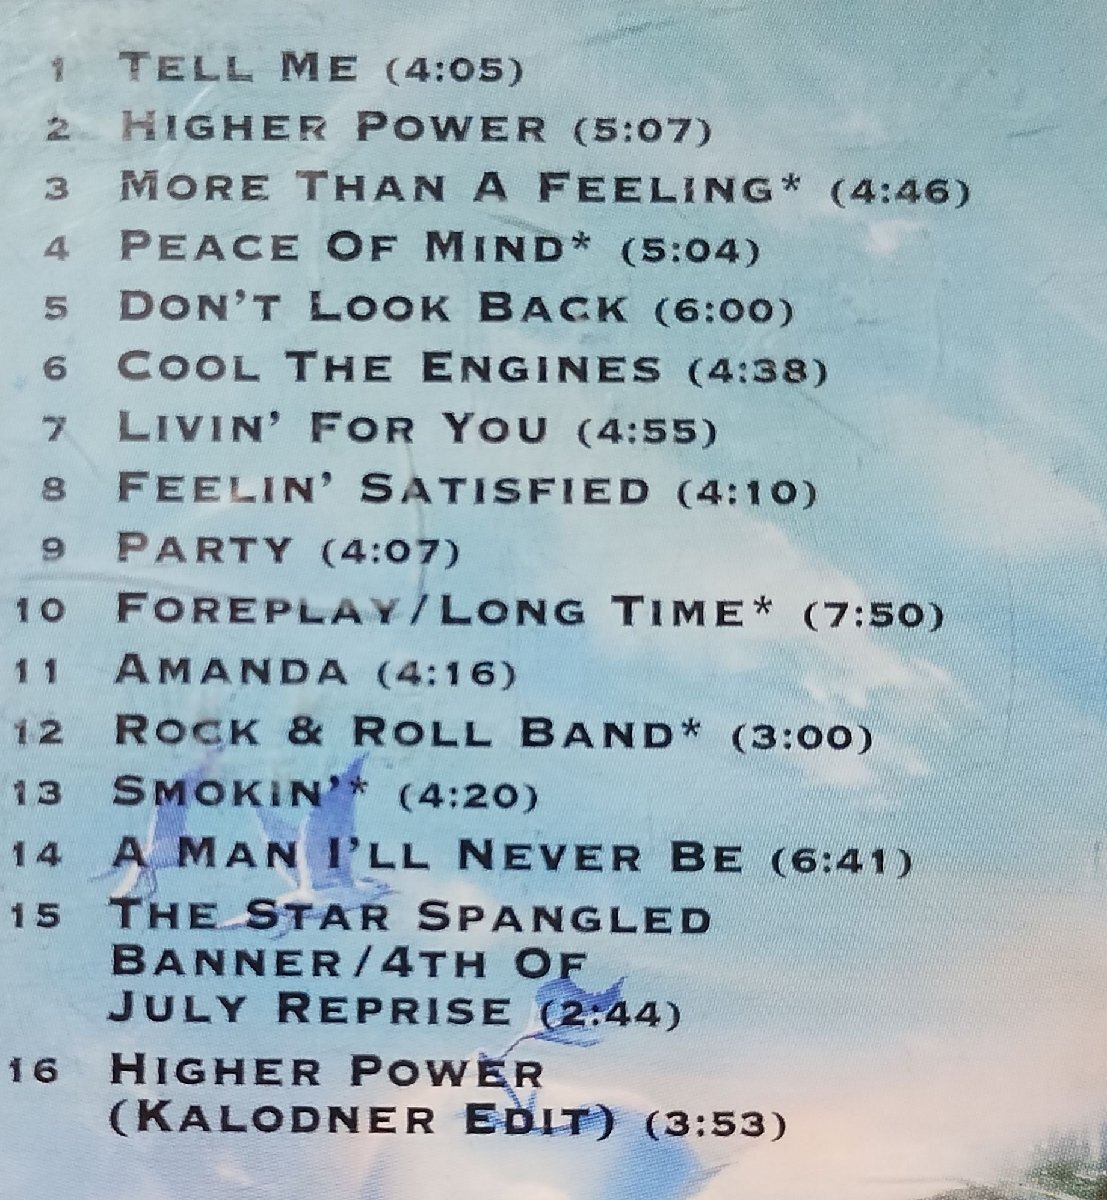 1 TELL ME (4:05)
2 HIGHER POWER (5:07)
3 MORE THAN A FEELING* (4:46)
4 PEACE OF MIND* (5:04)
5 DON'T LOOK BACK (6:00)
6 COOL THE ENGINES (4:38)
7 LIVIN' FOR YOU (4:55)
8 FEELIN' SATISFIED (4:10)
9 PARTY (4:07)
10 FOREPLAY/LONG TIME* (7:50)
11 AMANDA (4:16)
12 ROCK & ROLL BAND* (3:00)
13 SMOKIN'* (4:20)
14 A MAN I'LL NEVER BE (6:41)
15 THE STAR SPANGLED
BANNER/4TH OF
JULY REPRISE (2:44)
16 HIGHER POWER
(KALODNER EDIT) (3:53)